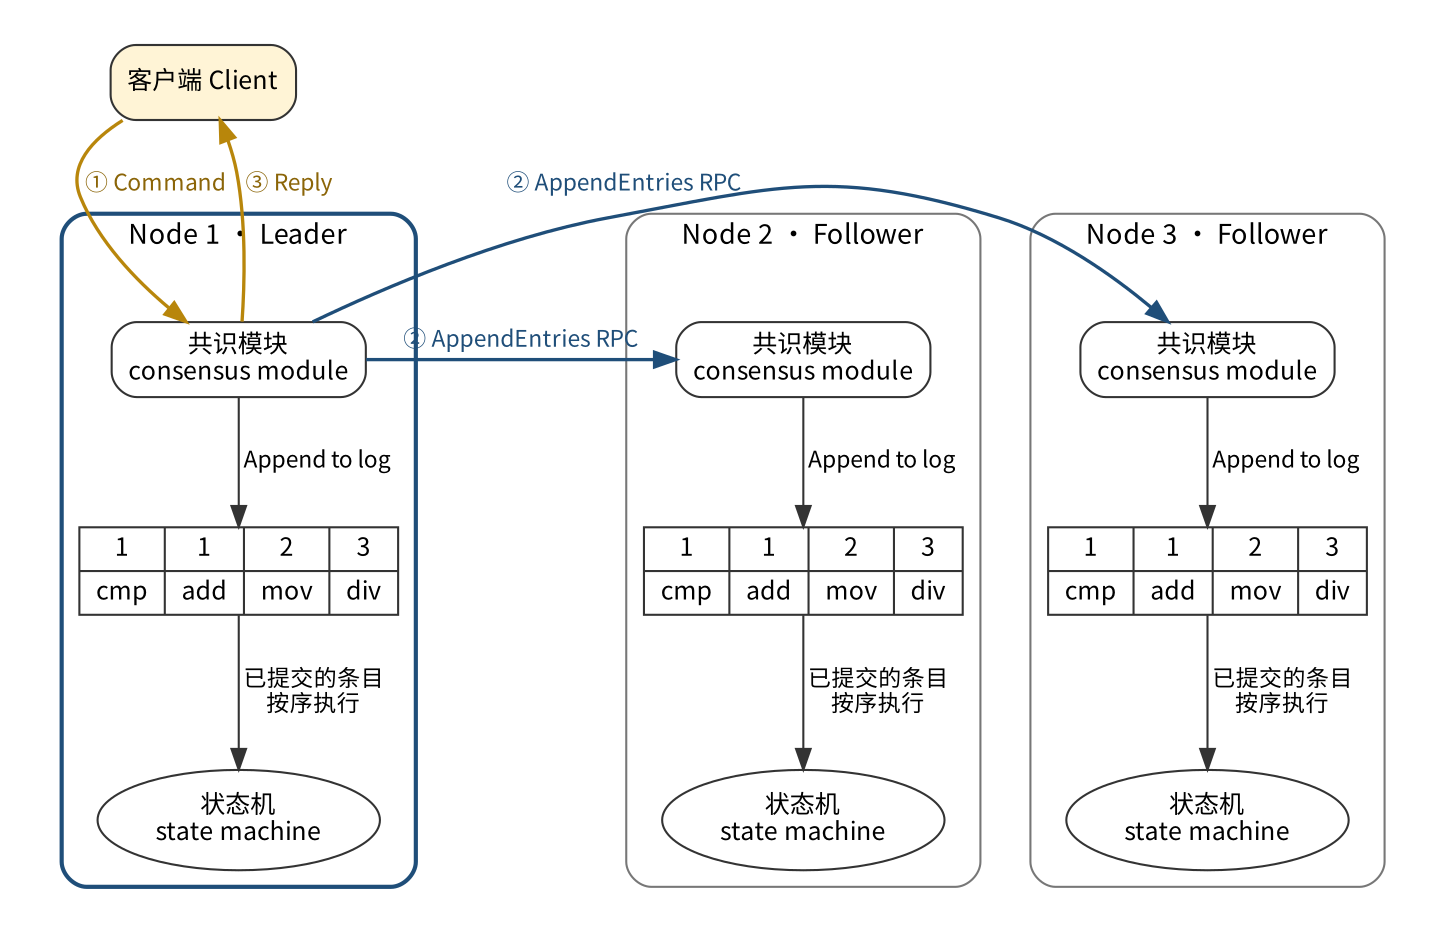 客户端 Client
① Command
③ Reply
② AppendEntries RPC
Node 1 · Leader
Node 2 · Follower
Node 3 · Follower
② AppendEntries RPC
共识模块
consensus module
共识模块
consensus module
共识模块
consensus module
Append to log
Append to log
Append to log
1 1 2 3
cmp add mov div
1 1 2 3
cmp add mov div
1 1 2 3
cmp add mov div
已提交的条目
按序执行
已提交的条目
按序执行
已提交的条目
按序执行
状态机
state machine
状态机
state machine
状态机
state machine